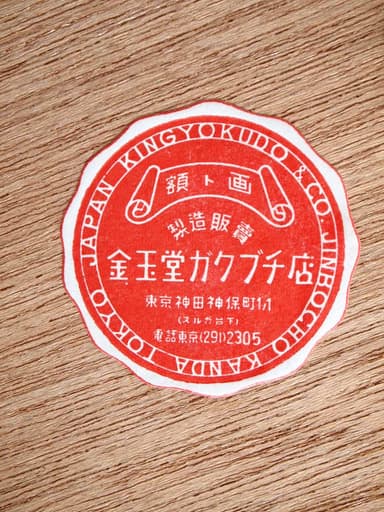 KINGYOKUDO & CO. JINBOCHO KANDA TOKYO JAPAN
額ト画
製造販賣
金玉堂ガクブチ店
東京神田神保町1/1
(スルガ台下)
電話東京(291)2305